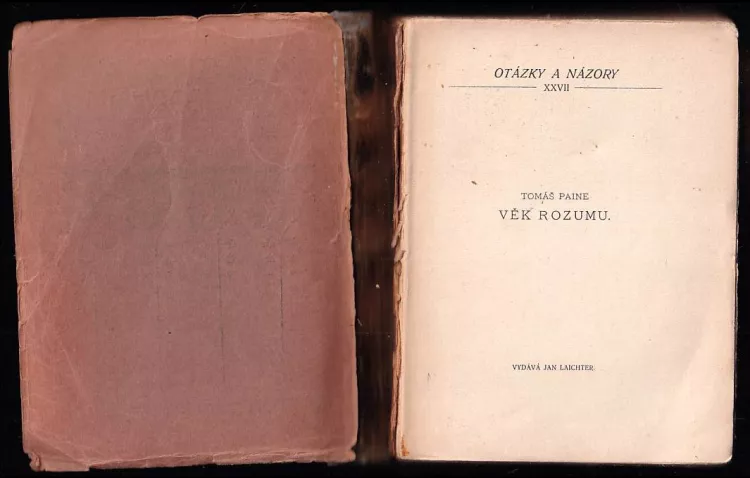 OTÁZKY A NÁZORY
XXVII
TOMÁŠ PAINE
VĚK ROZUMU.
VYDÁVÁ JAN LAICHTER.